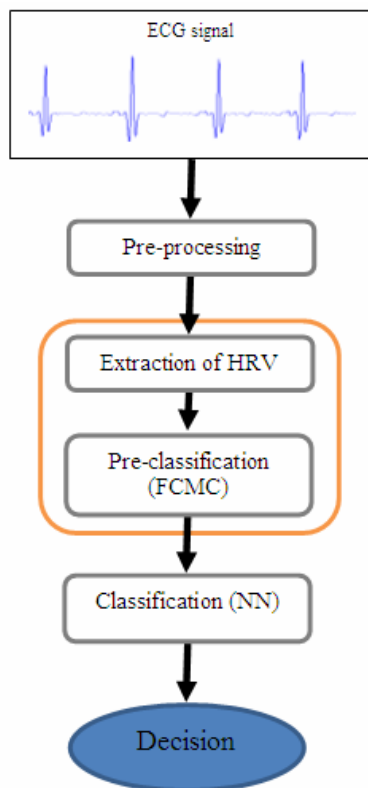 ECG signal
Pre-processing
Extraction of HRV
Pre-classification
(FCMC)
Classification (NN)
Decision